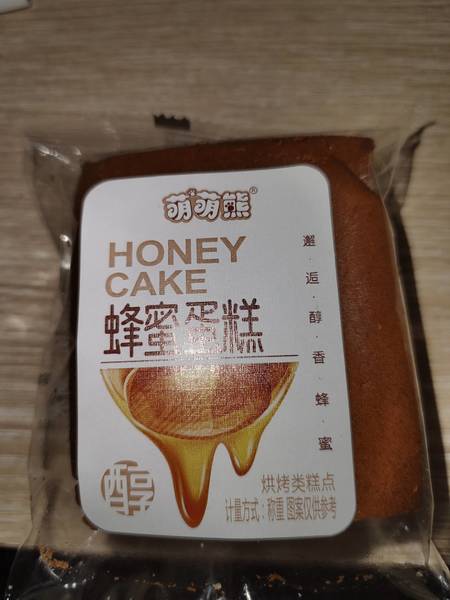 萌萌熊®
HONEY
CAKE
蜂蜜蛋糕
邂·逅·醇·香·蜂·蜜
醇
烘烤类糕点
计量方式：称重 图案仅供参考